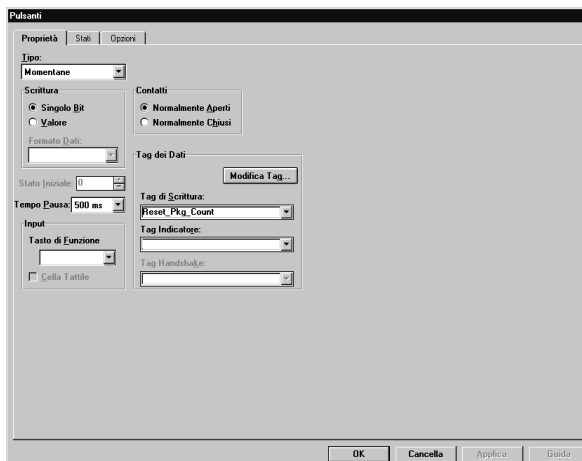 Pulsanti
Proprietà Stati Opzioni
Tipo:
Momentane
Scrittura
Singolo Bit
Valore
Formato Dati:
Stato Iniziale: 0
Tempo Pausa: 500 ms
Input
Tasto di Funzione
Cella Tattile
Contatti
Normalmente Aperti
Normalmente Chiusi
Tag dei Dati
Modifica Tag...
Tag di Scrittura:
Reset_Pkg_Count
Tag Indicatore:
Tag Handshake:
OK Cancella Applica Guida